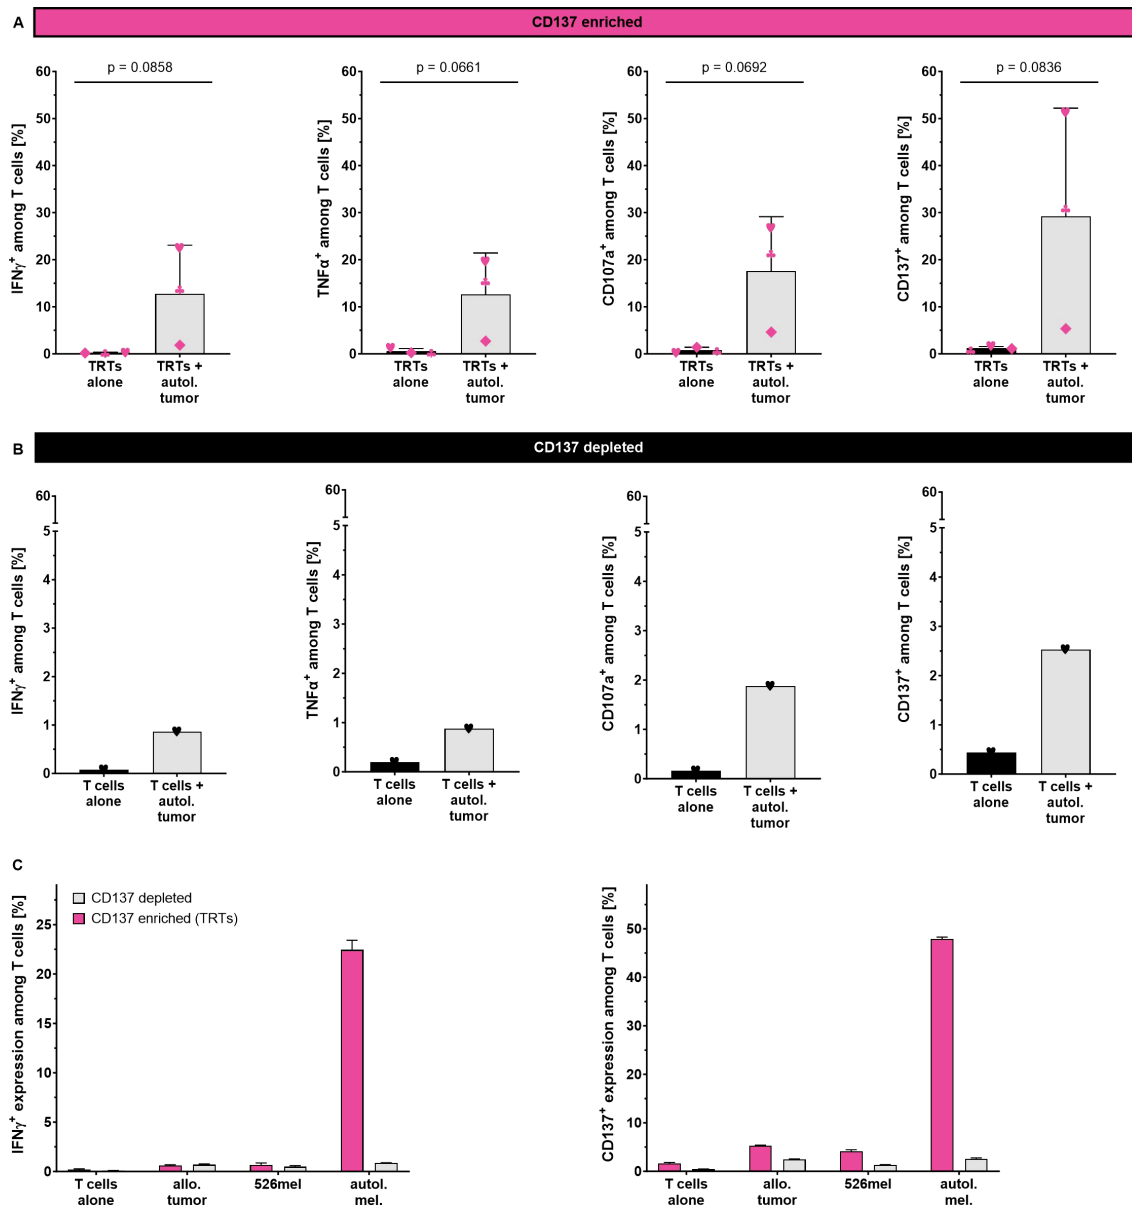 A
CD137 enriched
p = 0.0858
p = 0.0661
p = 0.0692
p = 0.0836
IFNγ⁺ among T cells [%]
60
50
40
30
20
10
0
TRTs
alone
TRTs +
autol.
tumor
TNFα⁺ among T cells [%]
60
50
40
30
20
10
0
TRTs
alone
TRTs +
autol.
tumor
CD107a⁺ among T cells [%]
60
50
40
30
20
10
0
TRTs
alone
TRTs +
autol.
tumor
CD137⁺ among T cells [%]
60
50
40
30
20
10
0
TRTs
alone
TRTs +
autol.
tumor
B
CD137 depleted
IFNγ⁺ among T cells [%]
60
5
4
3
2
1
0
T cells
alone
T cells +
autol.
tumor
TNFα⁺ among T cells [%]
60
5
4
3
2
1
0
T cells
alone
T cells +
autol.
tumor
CD107a⁺ among T cells [%]
60
5
4
3
2
1
0
T cells
alone
T cells +
autol.
tumor
CD137⁺ among T cells [%]
60
5
4
3
2
1
0
T cells
alone
T cells +
autol.
tumor
C
IFNγ⁺ expression among T cells [%]
CD137 depleted
CD137 enriched (TRTs)
25
20
15
10
5
0
T cells
alone
allo.
tumor
526mel
autol.
mel.
CD137⁺ expression among T cells [%]
50
40
30
20
10
0
T cells
alone
allo.
tumor
526mel
autol.
mel.